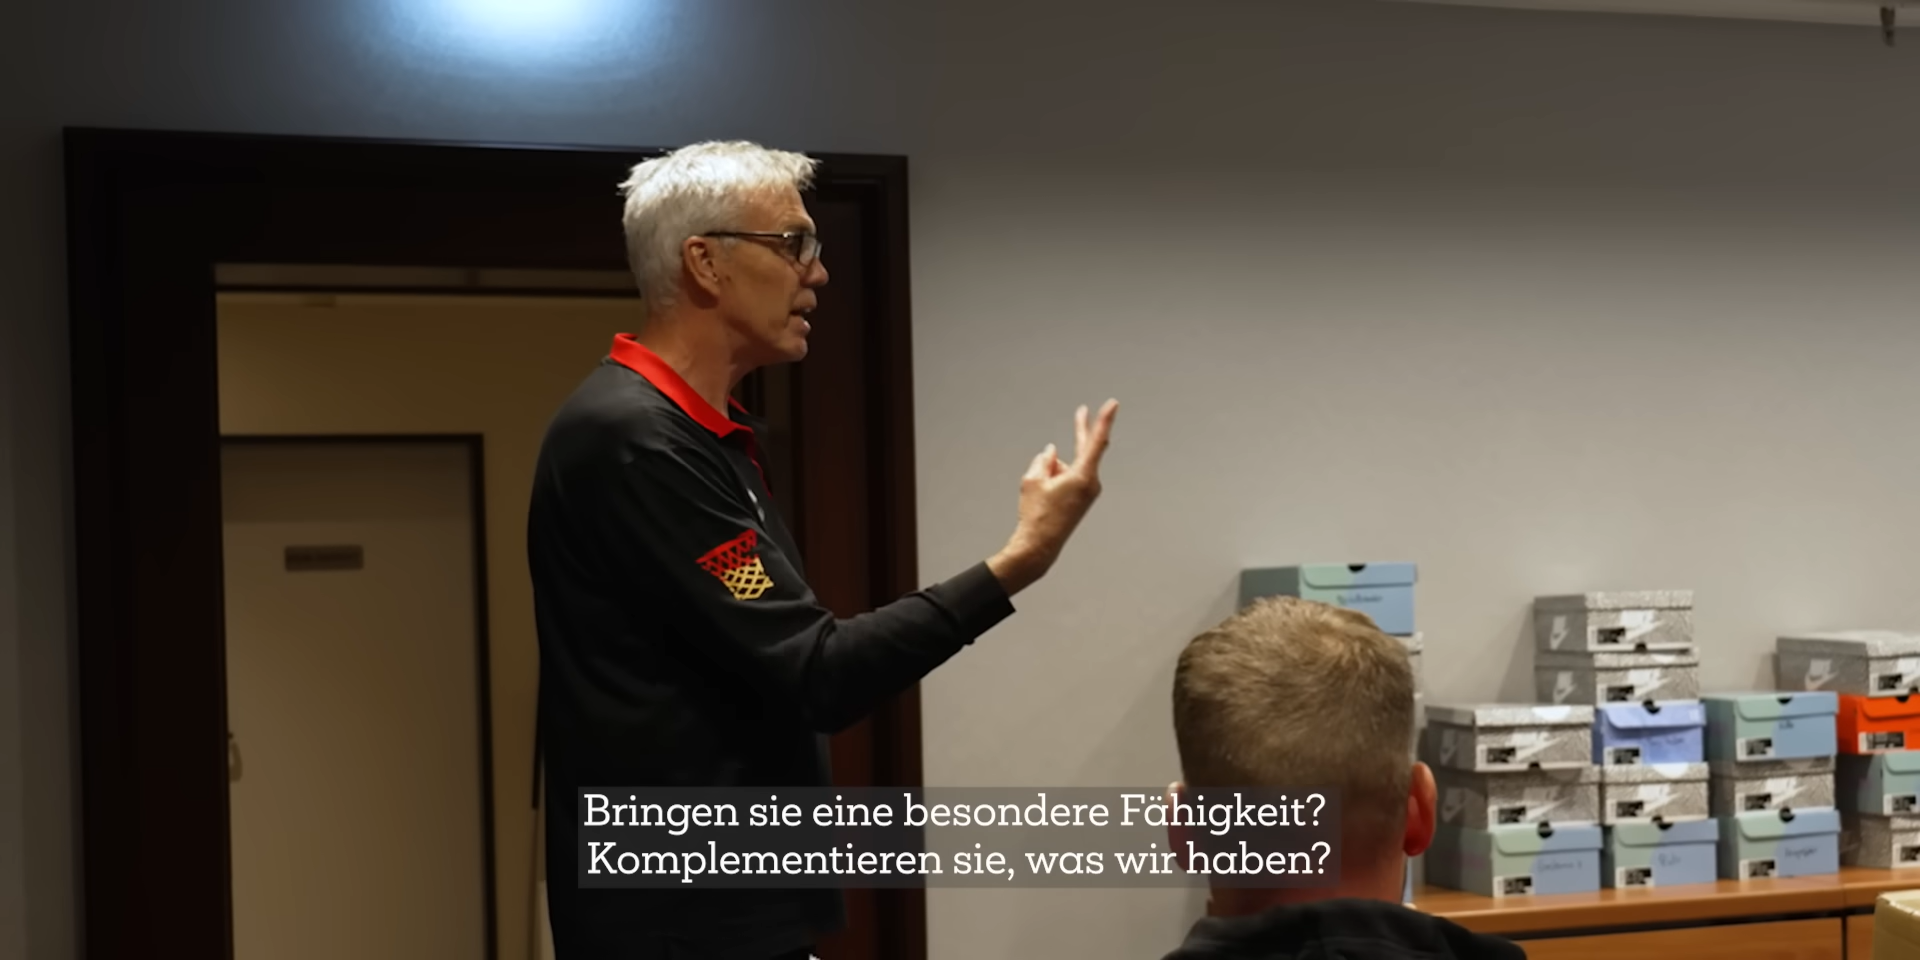 Bringen sie eine besondere Fähigkeit?
Komplementieren sie, was wir haben?